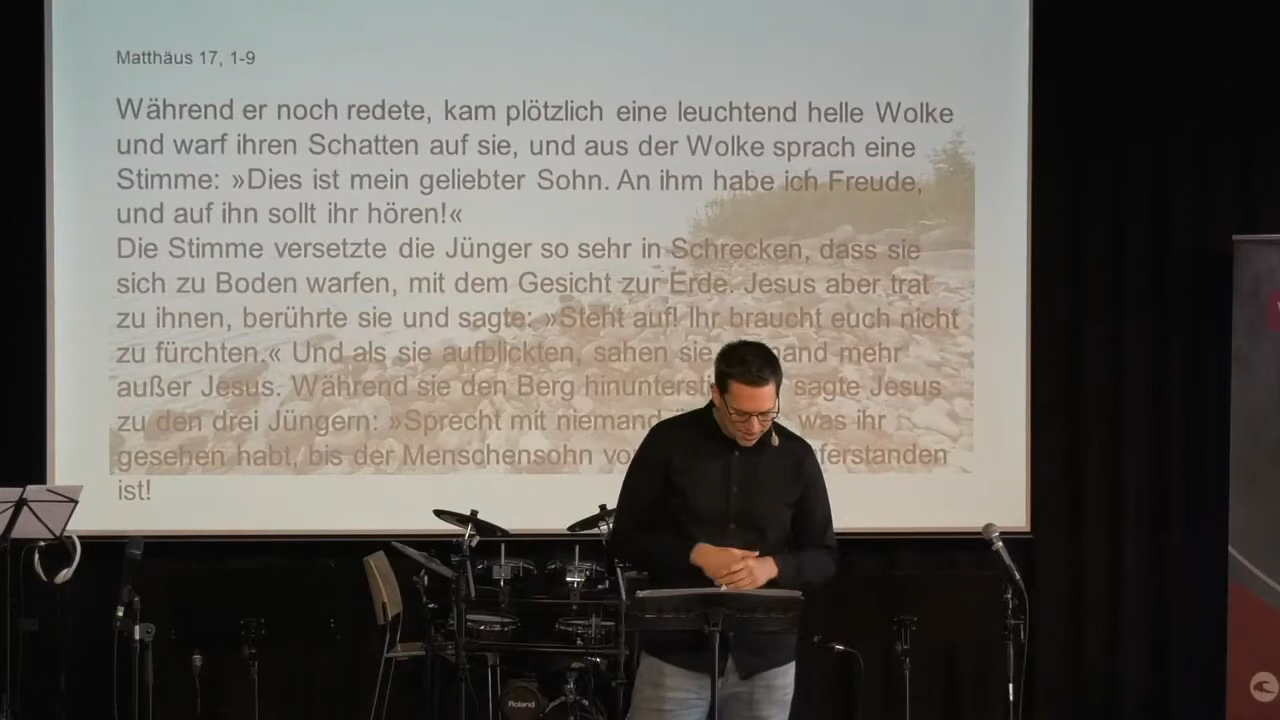 Matthäus 17, 1-9
Während er noch redete, kam plötzlich eine leuchtend helle Wolke
und warf ihren Schatten auf sie, und aus der Wolke sprach eine
Stimme: »Dies ist mein geliebter Sohn. An ihm habe ich Freude,
und auf ihn sollt ihr hören!«
Die Stimme versetzte die Jünger so sehr in Schrecken, dass sie
sich zu Boden warfen, mit dem Gesicht zur Erde. Jesus aber trat
zu ihnen, berührte sie und sagte: »Steht auf! Ihr braucht euch nicht
zu fürchten.« Und als sie aufblickten, sahen sie mehr
außer Jesus. Während sie den Berg sagte Jesus
zu den drei Jüngern: »Sprecht mit niemand was ihr
gesehen habt, bis der Menschensohn
ist!
Roland